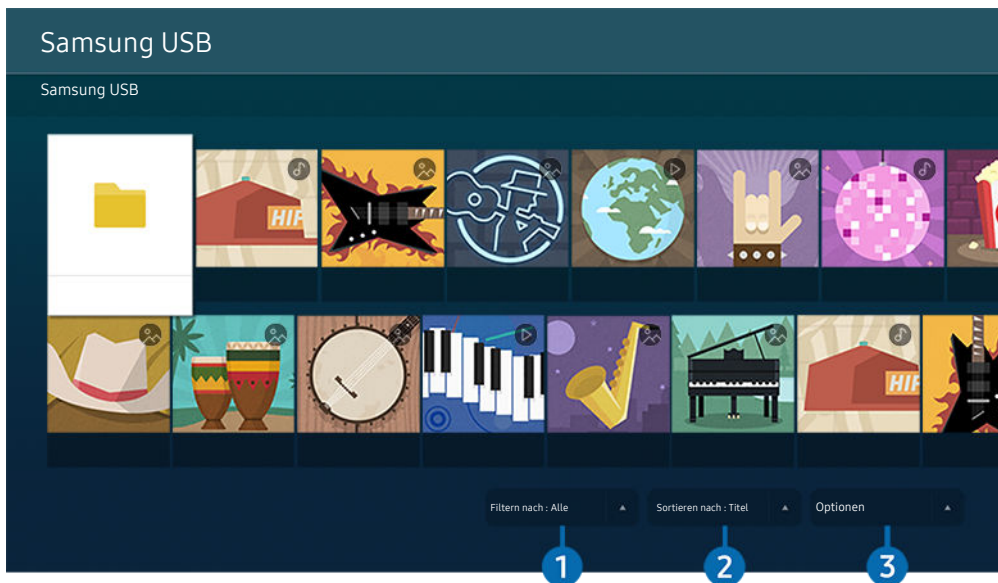 Samsung USB
Samsung USB
HIF
HIF
Filtern nach : Alle
Sortieren nach : Titel
Optionen
1
2
3